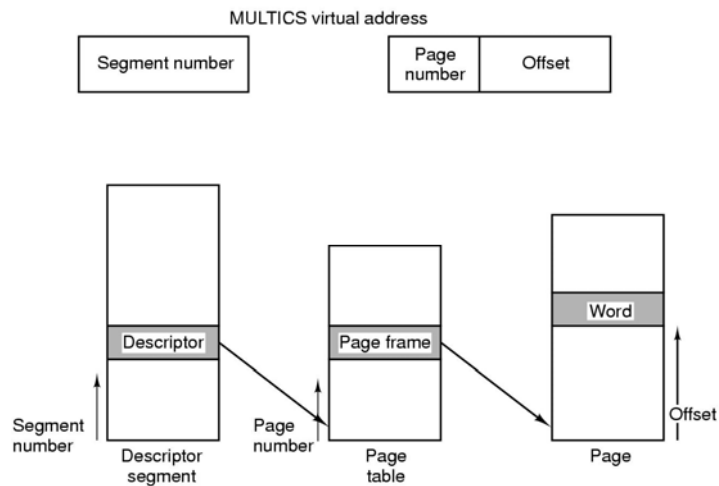 MULTICS virtual address
Segment number
Page
number
Offset
Descriptor
Page frame
Word
Segment
number
Page
number
Offset
Descriptor
segment
Page
table
Page